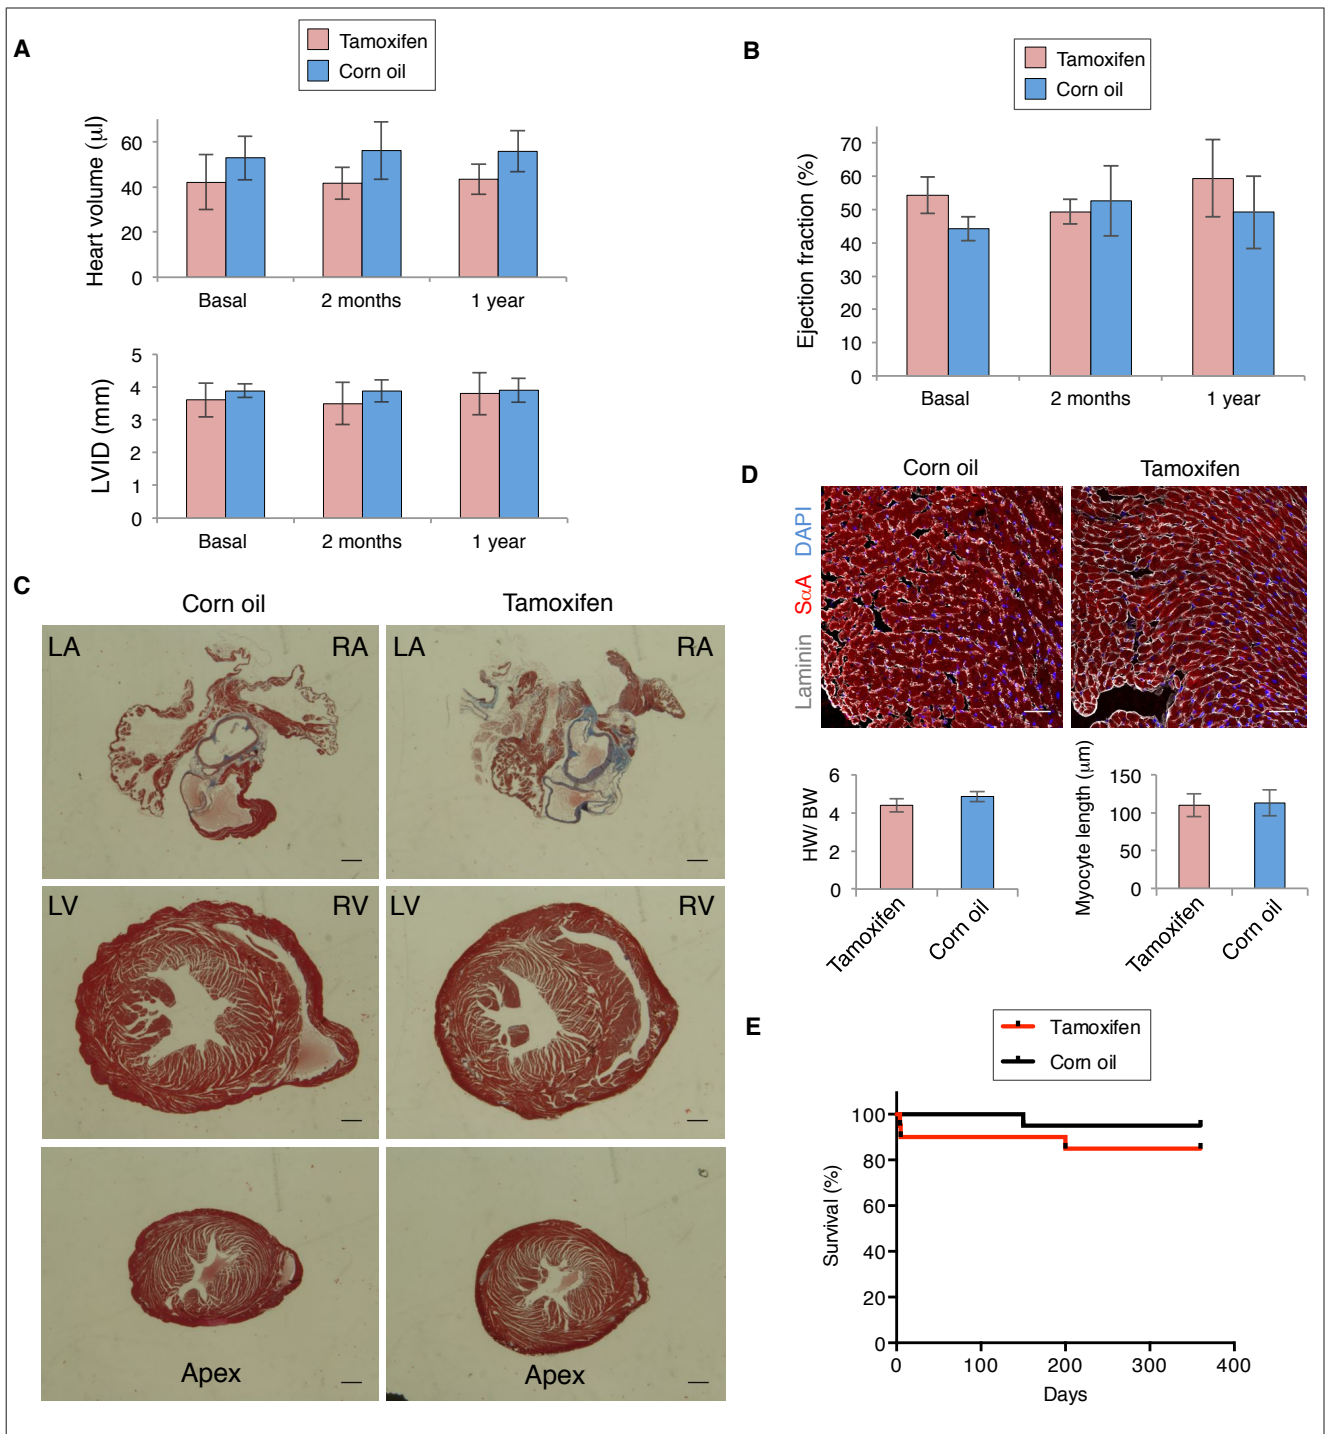 A
Tamoxifen
Corn oil
Heart volume (μl)
60
40
20
0
Basal
2 months
1 year
LVID (mm)
5
4
3
2
1
0
Basal
2 months
1 year
B
Tamoxifen
Corn oil
Ejection fraction (%)
70
60
50
40
30
20
10
0
Basal
2 months
1 year
C
Corn oil
Tamoxifen
LA
RA
LA
RA
LV
RV
LV
RV
Apex
Apex
D
Corn oil
Tamoxifen
Laminin SαA DAPI
HW/ BW
6
4
2
0
Tamoxifen
Corn oil
Myocyte length (μm)
150
100
50
0
Tamoxifen
Corn oil
E
Tamoxifen
Corn oil
Survival (%)
100
80
60
40
20
0
0
100
200
300
400
Days